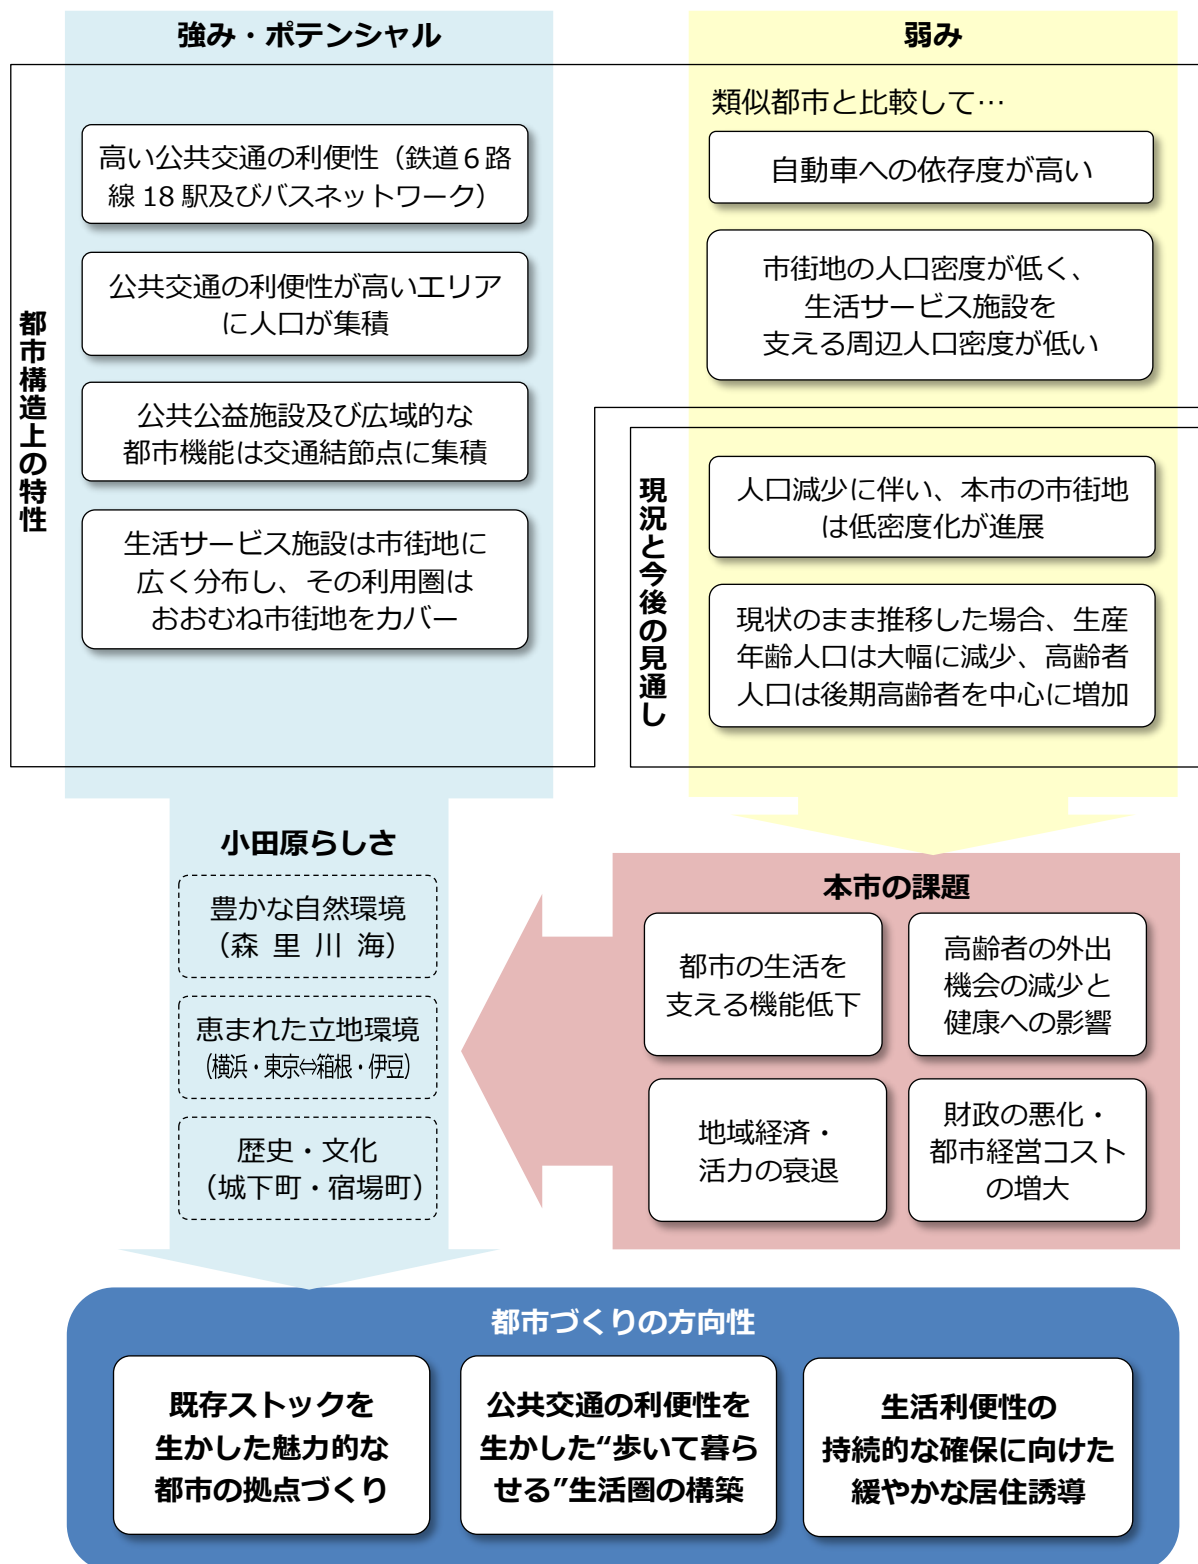 強み・ポテンシャル
弱み
都市構造上の特性
高い公共交通の利便性（鉄道６路
線 18 駅及びバスネットワーク）
公共交通の利便性が高いエリア
に人口が集積
公共公益施設及び広域的な
都市機能は交通結節点に集積
生活サービス施設は市街地に
広く分布し、その利用圏は
おおむね市街地をカバー
類似都市と比較して…
自動車への依存度が高い
市街地の人口密度が低く、
生活サービス施設を
支える周辺人口密度が低い
現況と今後の見通し
人口減少に伴い、本市の市街地
は低密度化が進展
現状のまま推移した場合、生産
年齢人口は大幅に減少、高齢者
人口は後期高齢者を中心に増加
小田原らしさ
豊かな自然環境
（森 里 川 海）
恵まれた立地環境
(横浜・東京⇔箱根・伊豆)
歴史・文化
（城下町・宿場町）
本市の課題
都市の生活を
支える機能低下
高齢者の外出
機会の減少と
健康への影響
地域経済・
活力の衰退
財政の悪化・
都市経営コスト
の増大
都市づくりの方向性
既存ストックを
生かした魅力的な
都市の拠点づくり
公共交通の利便性を
生かした“歩いて暮ら
せる”生活圏の構築
生活利便性の
持続的な確保に向けた
緩やかな居住誘導